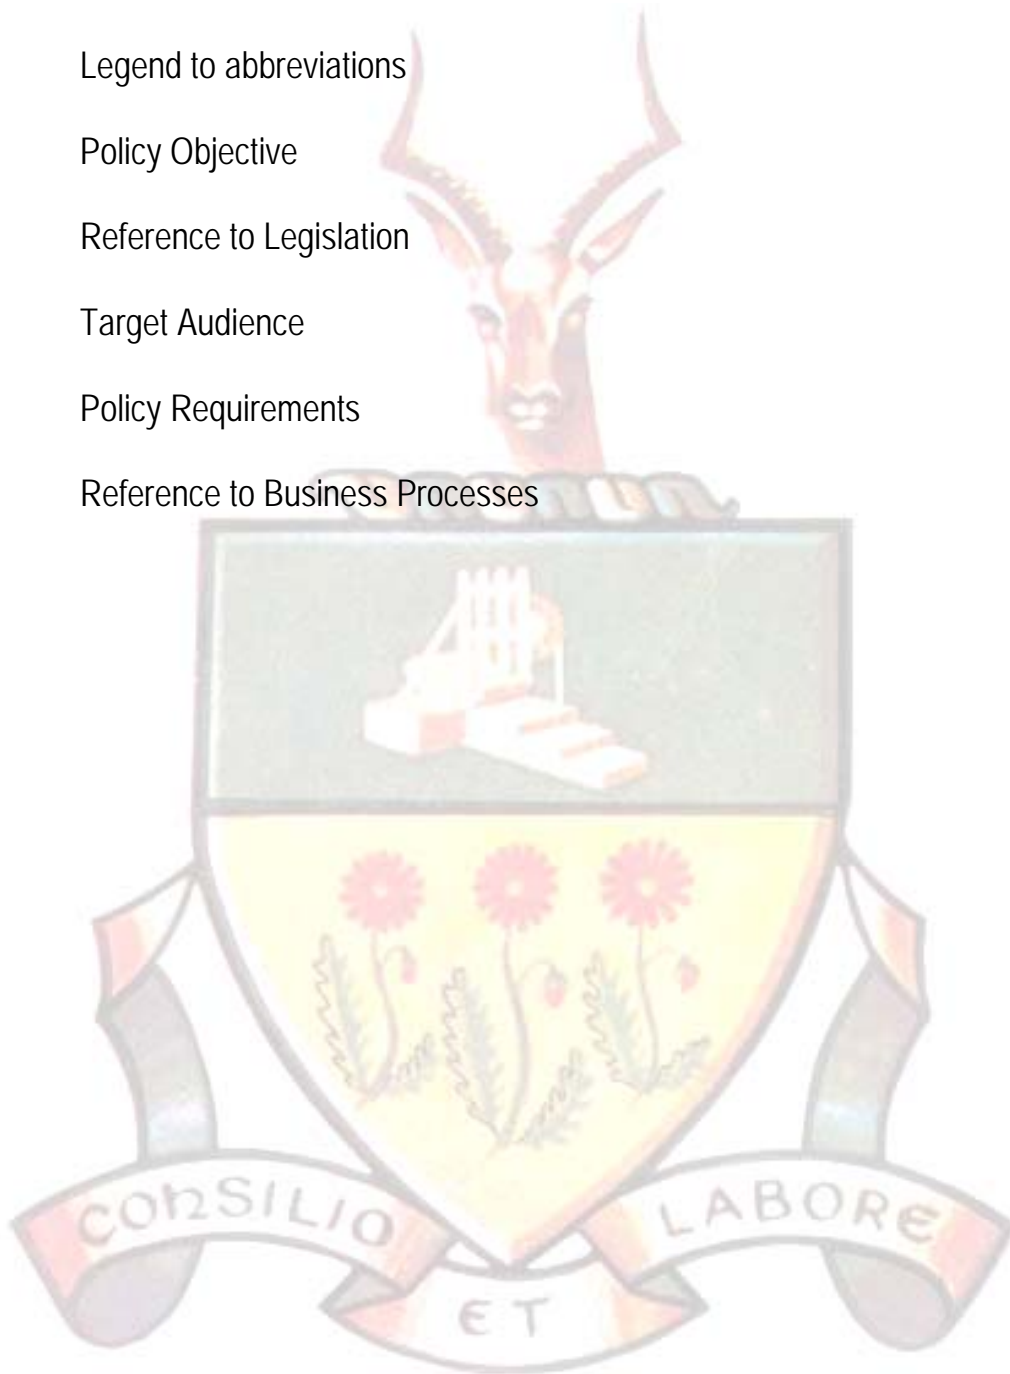 Legend to abbreviations
Policy Objective
Reference to Legislation
Target Audience
Policy Requirements
Reference to Business Processes
CONSILIO
LABORE
ET